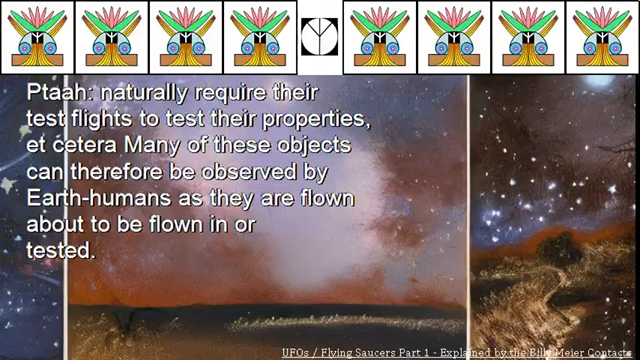 Ptaah: naturally require their
test flights to test their properties,
et cetera Many of these objects
can therefore be observed by
Earth-humans as they are flown
about to be flown in or
tested.
UFOs / Flying Saucers Part 1 - Explained by the Billy Meier Contacts